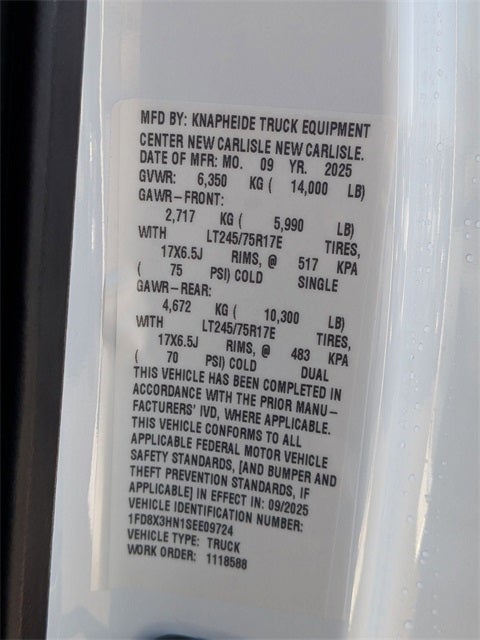 MFD BY: KNAPHEIDE TRUCK EQUIPMENT
CENTER NEW CARLISLE NEW CARLISLE.
DATE OF MFR: MO. 09 YR. 2025
GVWR: 6,350 KG ( 14,000 LB)
GAWR-FRONT:
2,717 KG ( 5,990 LB)
WITH LT245/75R17E TIRES,
17X6.5J RIMS, @ 517 KPA
( 75 PSI) COLD SINGLE
GAWR-REAR:
4,672 KG ( 10,300 LB)
WITH LT245/75R17E TIRES,
17X6.5J RIMS, @ 483 KPA
( 70 PSI) COLD DUAL
THIS VEHICLE HAS BEEN COMPLETED IN
ACCORDANCE WITH THE PRIOR MANU-
FACTURERS' IVD, WHERE APPLICABLE.
THIS VEHICLE CONFORMS TO ALL
APPLICABLE FEDERAL MOTOR VEHICLE
SAFETY STANDARDS, [AND BUMPER AND
THEFT PREVENTION STANDARDS, IF
APPLICABLE] IN EFFECT IN: 09/2025
VEHICLE IDENTIFICATION NUMBER:
1FD8X3HN1SEE09724
VEHICLE TYPE: TRUCK
WORK ORDER: 1118588